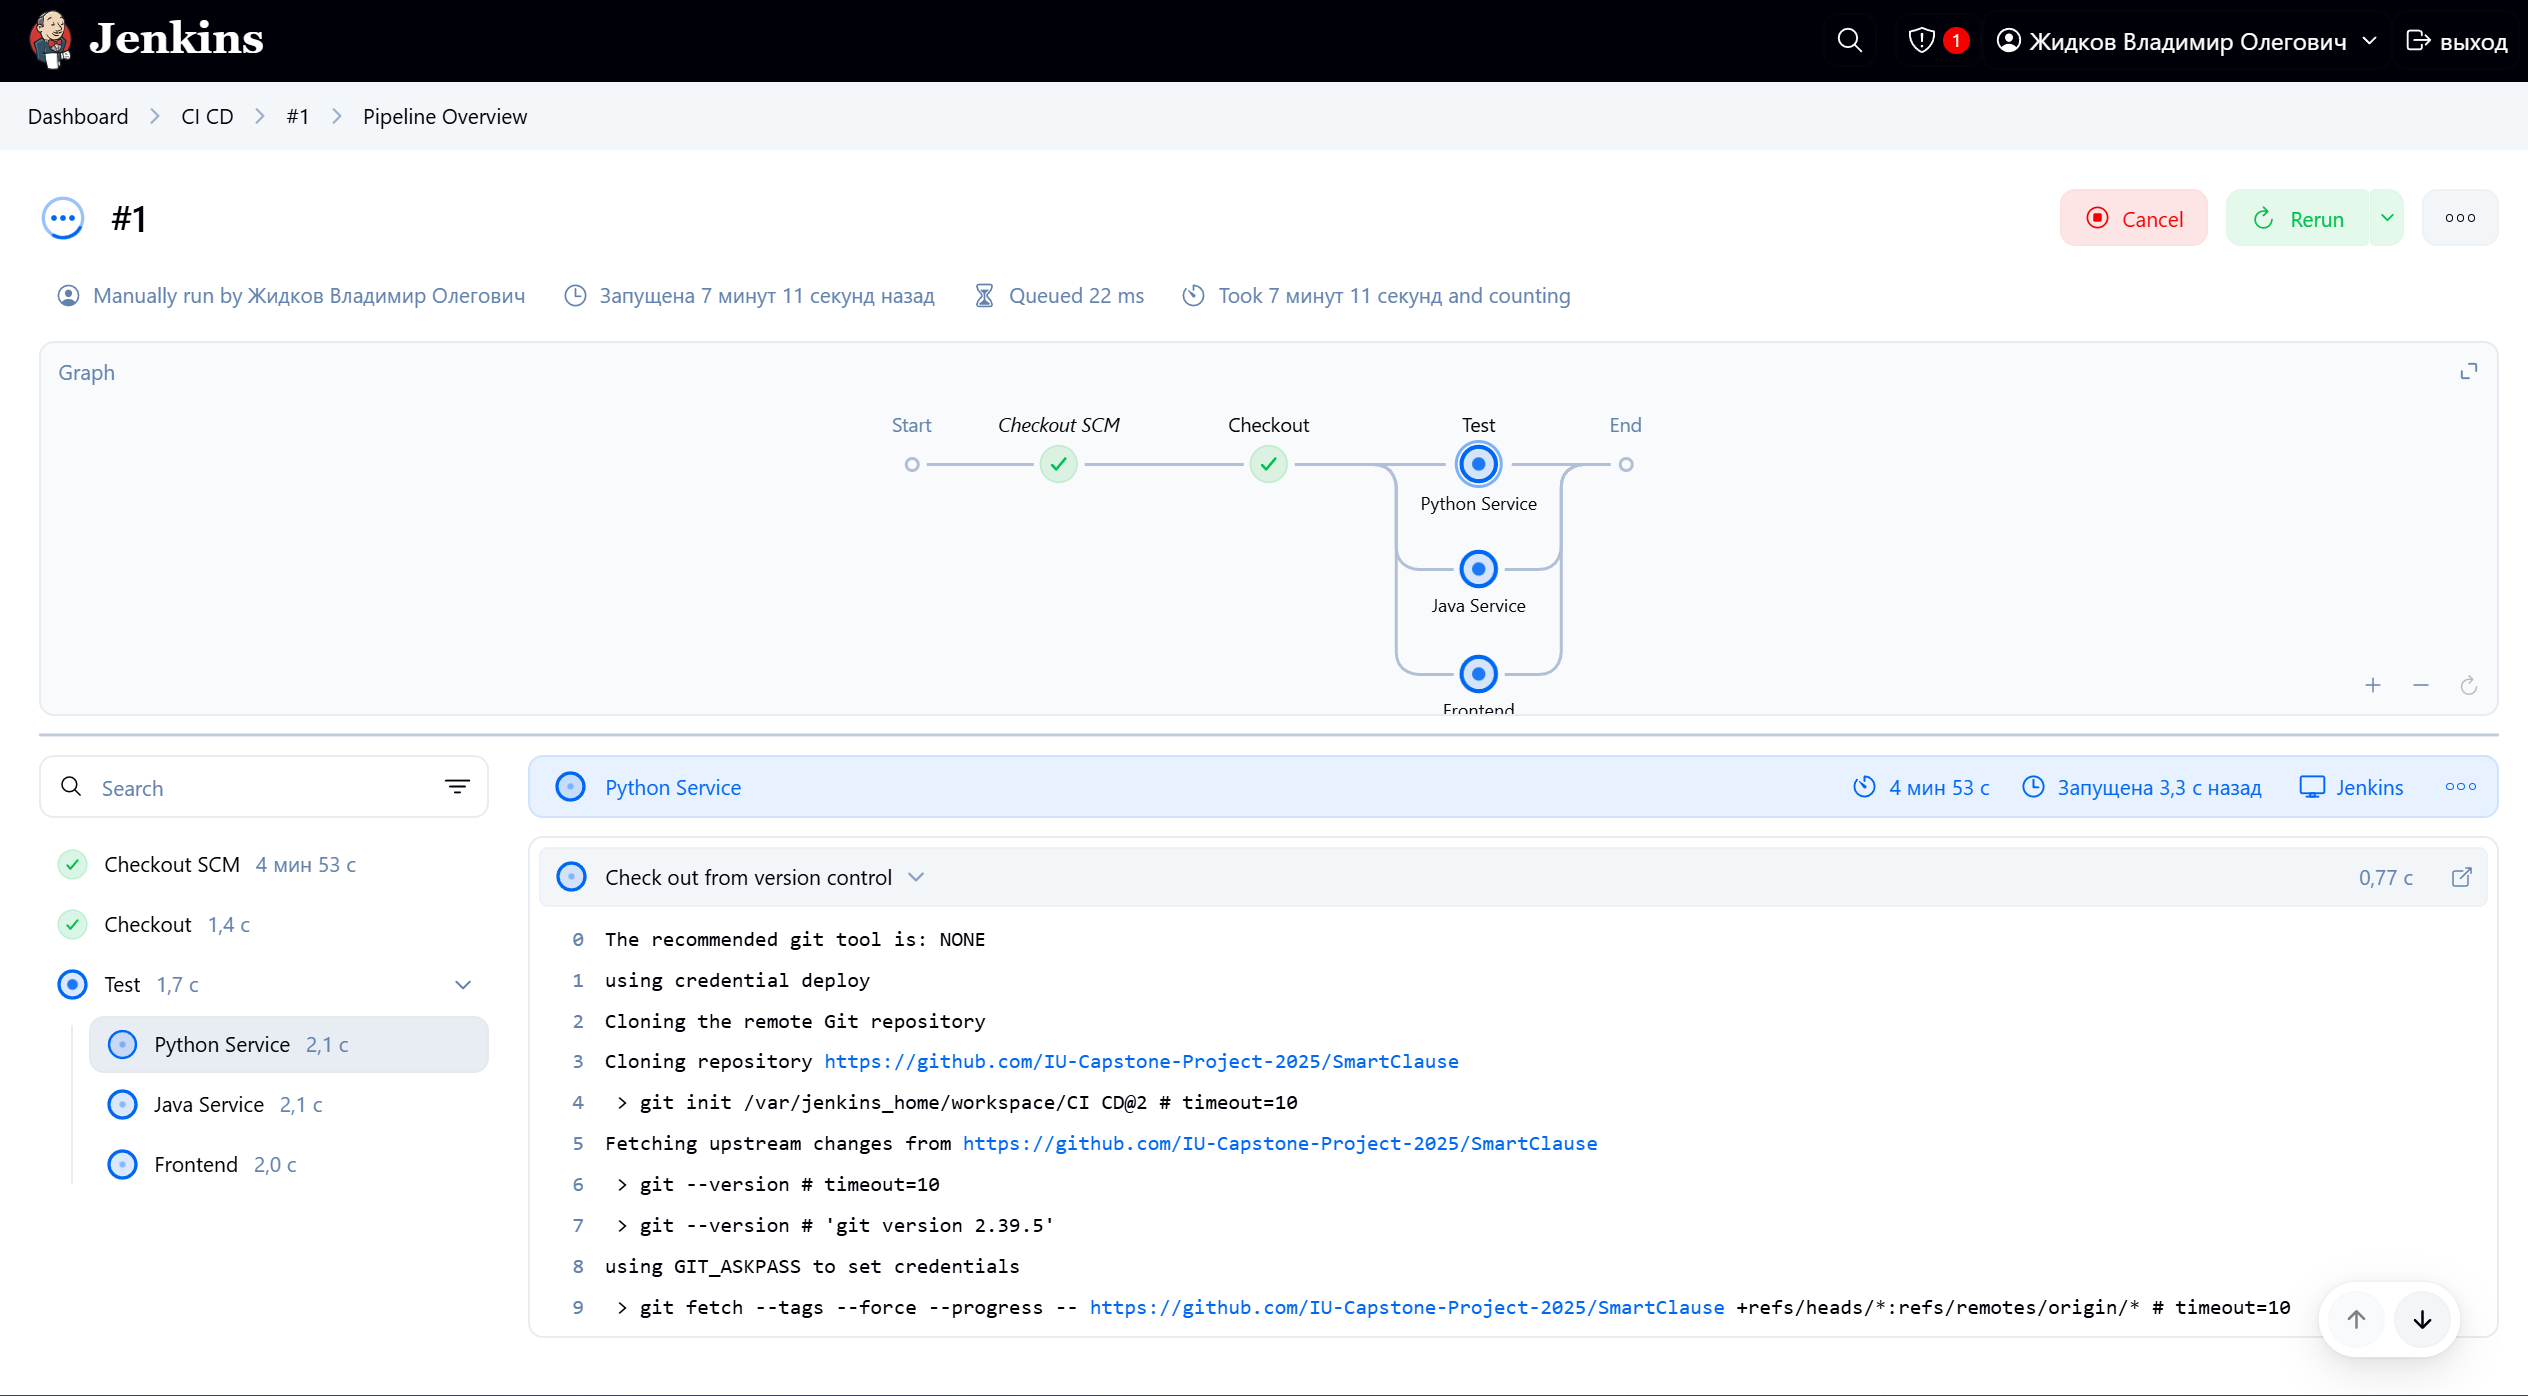 Jenkins
1
Жидков Владимир Олегович
выход
Dashboard
CI CD
#1
Pipeline Overview
#1
Cancel
Rerun
Manually run by Жидков Владимир Олегович
Запущена 7 минут 11 секунд назад
Queued 22 ms
Took 7 минут 11 секунд and counting
Graph
Start
Checkout SCM
Checkout
Test
End
Python Service
Java Service
Frontend
Search
Checkout SCM 4 мин 53 с
Checkout 1,4 с
Test 1,7 с
Python Service 2,1 с
Java Service 2,1 с
Frontend 2,0 с
Python Service
4 мин 53 с
Запущена 3,3 с назад
Jenkins
Check out from version control
0,77 с
0 The recommended git tool is: NONE
1 using credential deploy
2 Cloning the remote Git repository
3 Cloning repository https://github.com/IU-Capstone-Project-2025/SmartClause
4 > git init /var/jenkins_home/workspace/CI CD@2 # timeout=10
5 Fetching upstream changes from https://github.com/IU-Capstone-Project-2025/SmartClause
6 > git --version # timeout=10
7 > git --version # 'git version 2.39.5'
8 using GIT_ASKPASS to set credentials
9 > git fetch --tags --force --progress -- https://github.com/IU-Capstone-Project-2025/SmartClause +refs/heads/*:refs/remotes/origin/* # timeout=10